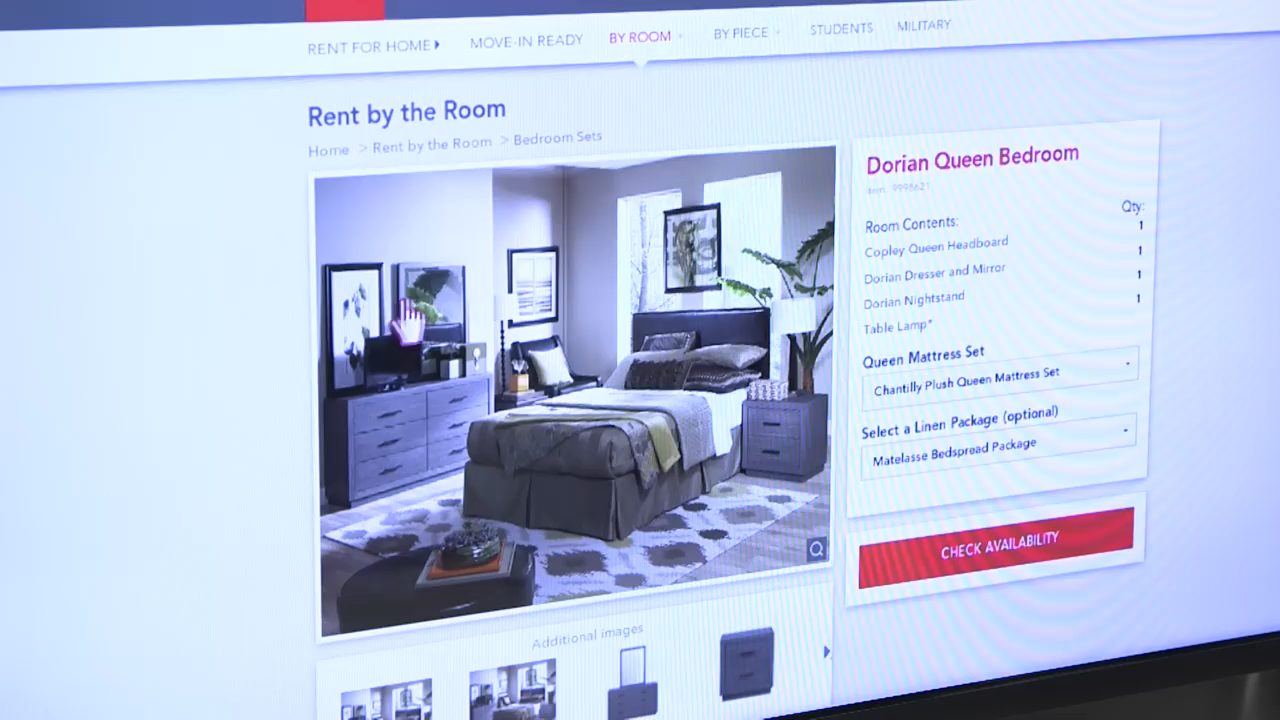 RENT FOR HOME MOVE-IN READY BY ROOM BY PIECE STUDENTS MILITARY
Rent by the Room
Home > Rent by the Room > Bedroom Sets
Dorian Queen Bedroom
Item 9995621
Qty:
Room Contents: 1
Copley Queen Headboard 1
Dorian Dresser and Mirror 1
Dorian Nightstand 1
Table Lamp*
Queen Mattress Set
Chantilly Plush Queen Mattress Set
Select a Linen Package (optional)
Matelasse Bedspread Package
CHECK AVAILABILITY
Additional images